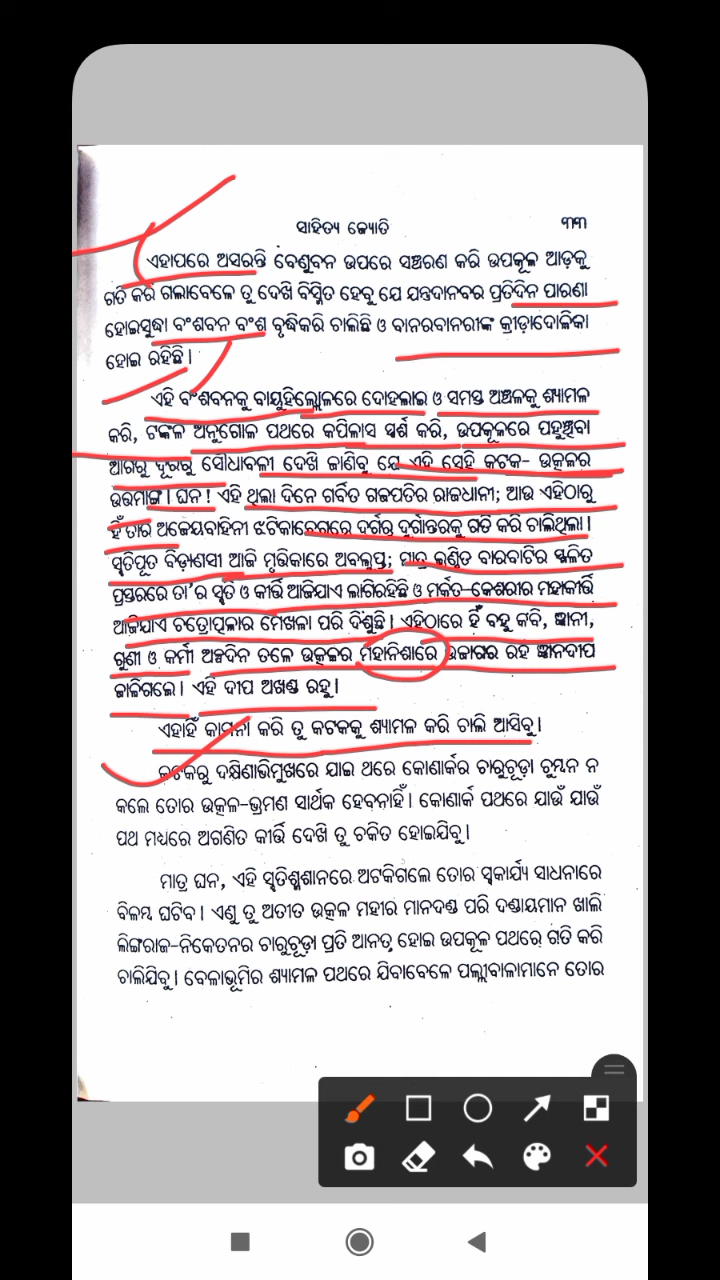 ସାହିତ୍ୟ ଜ୍ୟୋତି ୩୩
ଏହାପରେ ଅସରନ୍ତି ବେଣୁବନ ଉପରେ ସଞ୍ଚରଣ କରି ଉପକୂଳ ଆଡ଼କୁ
ଗତି କରି ଗଲାବେଳେ ତୁ ଦେଖି ବିସ୍ମିତ ହେବୁ ଯେ ଯନ୍ତ୍ରଦାନବର ପ୍ରତିଦିନ ପାରଣା
ହୋଇସୁଦ୍ଧା ବଂଶବନ ବଂଶ ବୃଦ୍ଧିକରି ଚାଲିଛି ଓ ବାନରବାନରୀଙ୍କ କ୍ରୀଡ଼ାଦୋଳିକା
ହୋଇ ରହିଛି।
ଏହି ବଂଶବନକୁ ବାୟୁହିଲ୍ଲୋଳରେ ଦୋହଲାଇ ଓ ସମସ୍ତ ଅଞ୍ଚଳକୁ ଶ୍ୟାମଳ
କରି, ଟଙ୍କଳ ଅନୁଗୋଳ ପଥରେ କପିଳାସ ସ୍ପର୍ଶ କରି, ଉପକୂଳରେ ପହୁଞ୍ଚିବା
ଆଗରୁ ଦୂରରୁ ସୌଧାବଳୀ ଦେଖି ଜାଣିବୁ ଯେ ଏହି ସେହି କଟକ- ଉତ୍କଳର
ଉତ୍ତମାଙ୍ଗ। ଘନ! ଏହି ଥିଲା ଦିନେ ଗର୍ବିତ ଗଜପତିର ରାଜଧାନୀ; ଆଉ ଏହିଠାରୁ
ହିଁ ତାର ଅଜେୟବାହିନୀ ଝଟିକାବେଗରେ ଦୁର୍ଗରୁ ଦୁର୍ଗାନ୍ତରକୁ ଗତି କରି ଚାଲିଥିଲା।
ସ୍ମୃତିପୂତ ବିଡ଼ାଣସୀ ଆଜି ମୃତ୍ତିକାରେ ଅବଲୁପ୍ତ; ମାତ୍ର ଲୁଣ୍ଠିତ ବାରବାଟିର ସ୍ଖଳିତ
ପ୍ରସ୍ତରରେ ତା'ର ସ୍ମୃତି ଓ କୀର୍ତ୍ତି ଆଜିଯାଏ ଲାଗିରହିଛି ଓ ମର୍କତ-କେଶରୀର ମହାକୀର୍ତ୍ତି
ଆଜିଯାଏ ଚତ୍ରୋତ୍ପଳାର ମେଖଳା ପରି ଦିଶୁଛି। ଏହିଠାରେ ହିଁ ବହୁ କବି, ଜ୍ଞାନୀ,
ଗୁଣୀ ଓ କର୍ମୀ ଅଳ୍ପଦିନ ତଳେ ଉତ୍କଳର ମହାନିଶାରେ ଉଜାଗର ରହି ଜ୍ଞାନଦୀପ
ଜାଳିଗଲେ। ଏହି ଦୀପ ଅଖଣ୍ଡ ରହୁ।
ଏହାହିଁ କାମନା କରି ତୁ କଟକକୁ ଶ୍ୟାମଳ କରି ଚାଲି ଆସିବୁ।
କଟକରୁ ଦକ୍ଷିଣାଭିମୁଖରେ ଯାଇ ଥରେ କୋଣାର୍କର ଚାରୁଚୂଡ଼ା ଚୁମ୍ବନ ନ
କଲେ ତୋର ଉତ୍କଳ-ଭ୍ରମଣ ସାର୍ଥକ ହେବନାହିଁ। କୋଣାର୍କ ପଥରେ ଯାଉଁ ଯାଉଁ
ପଥ ମଧ୍ୟରେ ଅଗଣିତ କୀର୍ତ୍ତି ଦେଖି ତୁ ଚକିତ ହୋଇଯିବୁ।
ମାତ୍ର ଘନ, ଏହି ସ୍ମୃତିଶ୍ମଶାନରେ ଅଟକିଗଲେ ତୋର ସ୍ୱକାର୍ଯ୍ୟ ସାଧନାରେ
ବିଳମ୍ବ ଘଟିବ। ଏଣୁ ତୁ ଅତୀତ ଉତ୍କଳ ମହୀର ମାନଦଣ୍ଡ ପରି ଦଣ୍ଡାୟମାନ ଖାଲି
ଲିଙ୍ଗରାଜ-ନିକେତନର ଚାରୁଚୂଡ଼ା ପ୍ରତି ଆନତ ହୋଇ ଉପକୂଳ ପଥରେ ଗତି କରି
ଚାଲିଯିବୁ। ବେଳାଭୂମିର ଶ୍ୟାମଳ ପଥରେ ଯିବାବେଳେ ପଲ୍ଲୀବାଳାମାନେ ତୋର